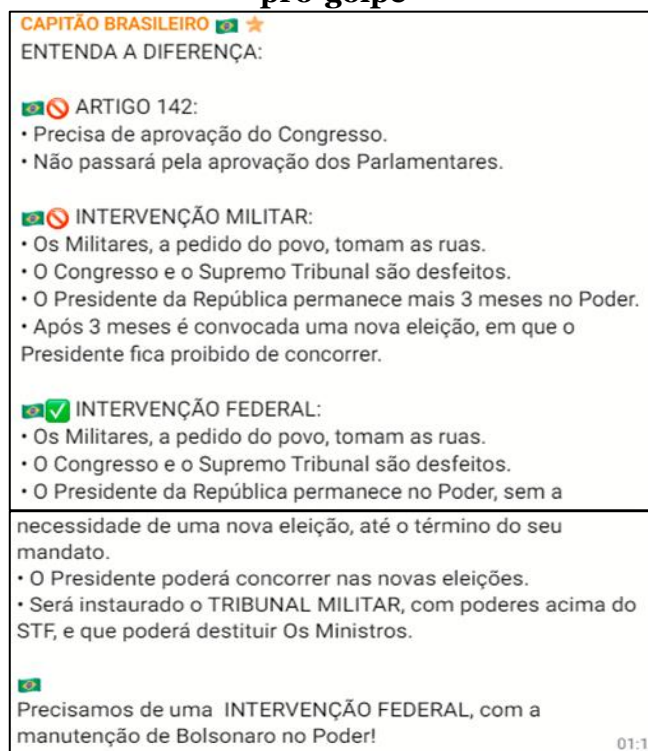 pró-golpe
CAPITÃO BRASILEIRO 🇧🇷 ⭐
ENTENDA A DIFERENÇA:
🇧🇷🚫 ARTIGO 142:
• Precisa de aprovação do Congresso.
• Não passará pela aprovação dos Parlamentares.
🇧🇷🚫 INTERVENÇÃO MILITAR:
• Os Militares, a pedido do povo, tomam as ruas.
• O Congresso e o Supremo Tribunal são desfeitos.
• O Presidente da República permanece mais 3 meses no Poder.
• Após 3 meses é convocada uma nova eleição, em que o
Presidente fica proibido de concorrer.
🇧🇷✅ INTERVENÇÃO FEDERAL:
• Os Militares, a pedido do povo, tomam as ruas.
• O Congresso e o Supremo Tribunal são desfeitos.
• O Presidente da República permanece no Poder, sem a
necessidade de uma nova eleição, até o término do seu
mandato.
• O Presidente poderá concorrer nas novas eleições.
• Será instaurado o TRIBUNAL MILITAR, com poderes acima do
STF, e que poderá destituir Os Ministros.
🇧🇷
Precisamos de uma INTERVENÇÃO FEDERAL, com a
manutenção de Bolsonaro no Poder!